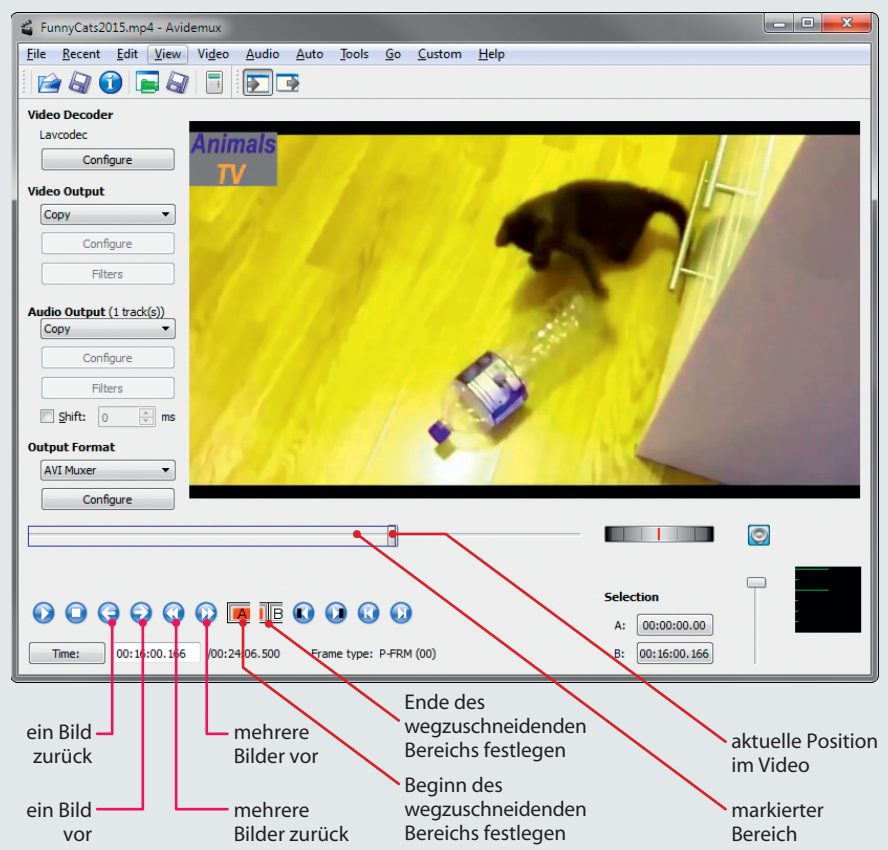 FunnyCats2015.mp4 - Avidemux
File Recent Edit View Video Audio Auto Tools Go Custom Help
Video Decoder
Lavcodec
Configure
Video Output
Copy
Configure
Filters
Audio Output (1 track(s))
Copy
Configure
Filters
Shift: 0 ms
Output Format
AVI Muxer
Configure
Animals
TV
A B
Selection
A: 00:00:00.00
B: 00:16:00.166
Time: 00:16:00.166 /00:24:06.500 Frame type: P-FRM (00)
ein Bild
zurück
mehrere
Bilder vor
Ende des
wegzuschneidenden
Bereichs festlegen
aktuelle Position
im Video
ein Bild
vor
mehrere
Bilder zurück
Beginn des
wegzuschneidenden
Bereichs festlegen
markierter
Bereich